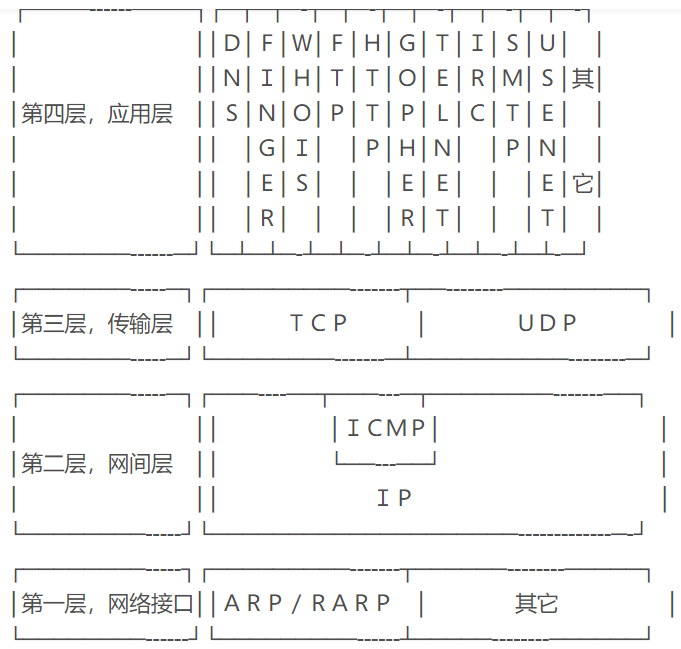 第四层，应用层
DNS
FINGER
WHOIS
FTP
HTTP
GOPHER
TELNET
IRC
SMTP
USENET
其它
第三层，传输层
TCP
UDP
第二层，网间层
ICMP
IP
第一层，网络接口
ARP/RARP
其它